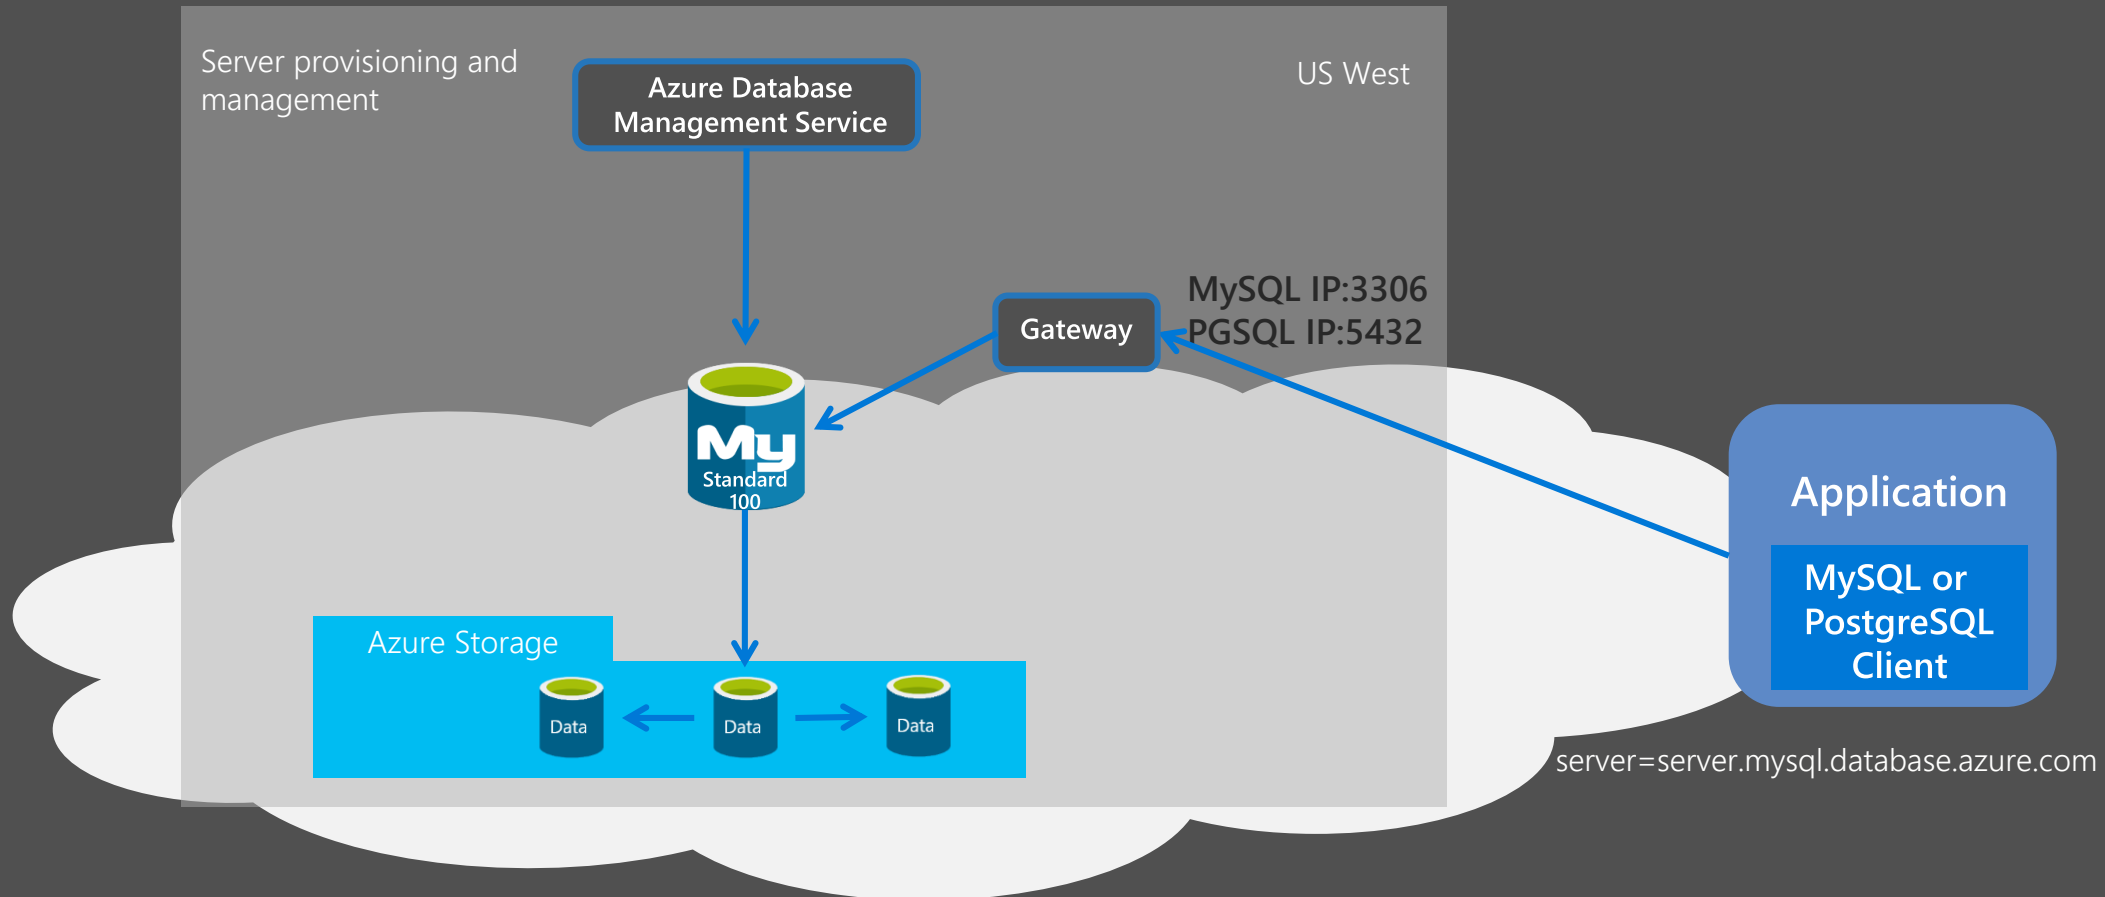 Server provisioning and
management
Azure Database
Management Service
US West
MySQL IP:3306
PGSQL IP:5432
Gateway
My
Standard
100
Application
MySQL or
PostgreSQL
Client
Azure Storage
Data
Data
Data
server=server.mysql.database.azure.com